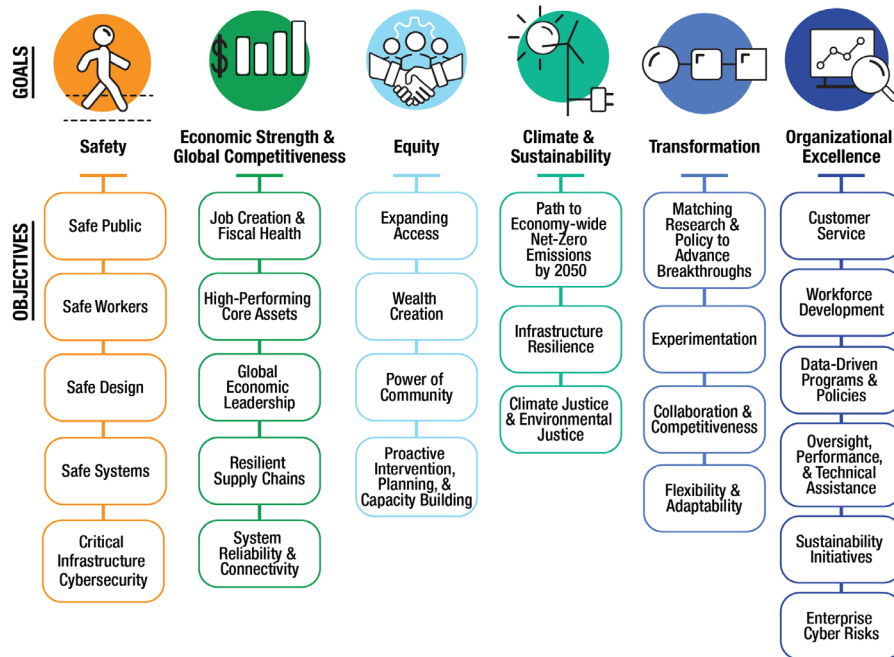 GOALS
$
Safety
Economic Strength &
Global Competitiveness
Equity
Climate &
Sustainability
Transformation
Organizational
Excellence
OBJECTIVES
Safe Public
Safe Workers
Safe Design
Safe Systems
Critical
Infrastructure
Cybersecurity
Job Creation &
Fiscal Health
High-Performing
Core Assets
Global
Economic
Leadership
Resilient
Supply Chains
System
Reliability &
Connectivity
Expanding
Access
Wealth
Creation
Power of
Community
Proactive
Intervention,
Planning, &
Capacity Building
Path to
Economy-wide
Net-Zero
Emissions
by 2050
Infrastructure
Resilience
Climate Justice
& Environmental
Justice
Matching
Research &
Policy to
Advance
Breakthroughs
Experimentation
Collaboration &
Competitiveness
Flexibility &
Adaptability
Customer
Service
Workforce
Development
Data-Driven
Programs &
Policies
Oversight,
Performance,
& Technical
Assistance
Sustainability
Initiatives
Enterprise
Cyber Risks